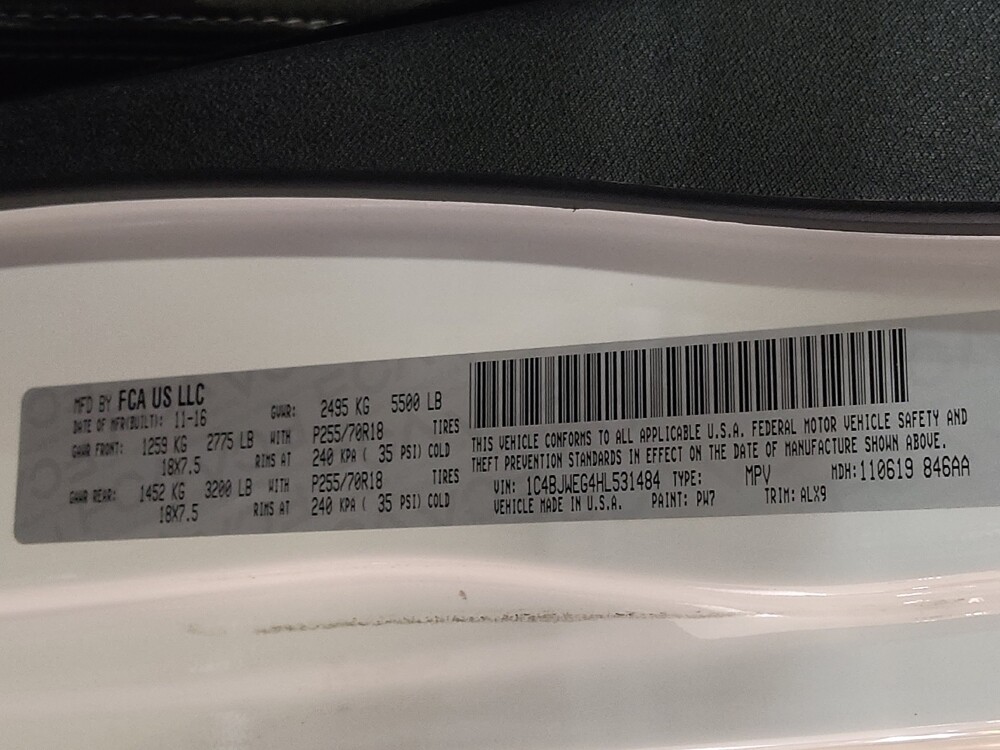 MFD BY FCA US LLC
DATE OF MFR(BUILT): 11-16 GVWR: 2495 KG 5500 LB
GAWR FRONT: 1259 KG 2775 LB WITH P255/70R18 TIRES
18X7.5 RIMS AT 240 KPA ( 35 PSI) COLD
GAWR REAR: 1452 KG 3200 LB WITH P255/70R18 TIRES
18X7.5 RIMS AT 240 KPA ( 35 PSI) COLD
THIS VEHICLE CONFORMS TO ALL APPLICABLE U.S.A. FEDERAL MOTOR VEHICLE SAFETY AND
THEFT PREVENTION STANDARDS IN EFFECT ON THE DATE OF MANUFACTURE SHOWN ABOVE.
VIN: 1C4BJWEG4HL531484 TYPE: MPV MDH: 110619 846AA
VEHICLE MADE IN U.S.A. PAINT: PW7 TRIM: ALX9